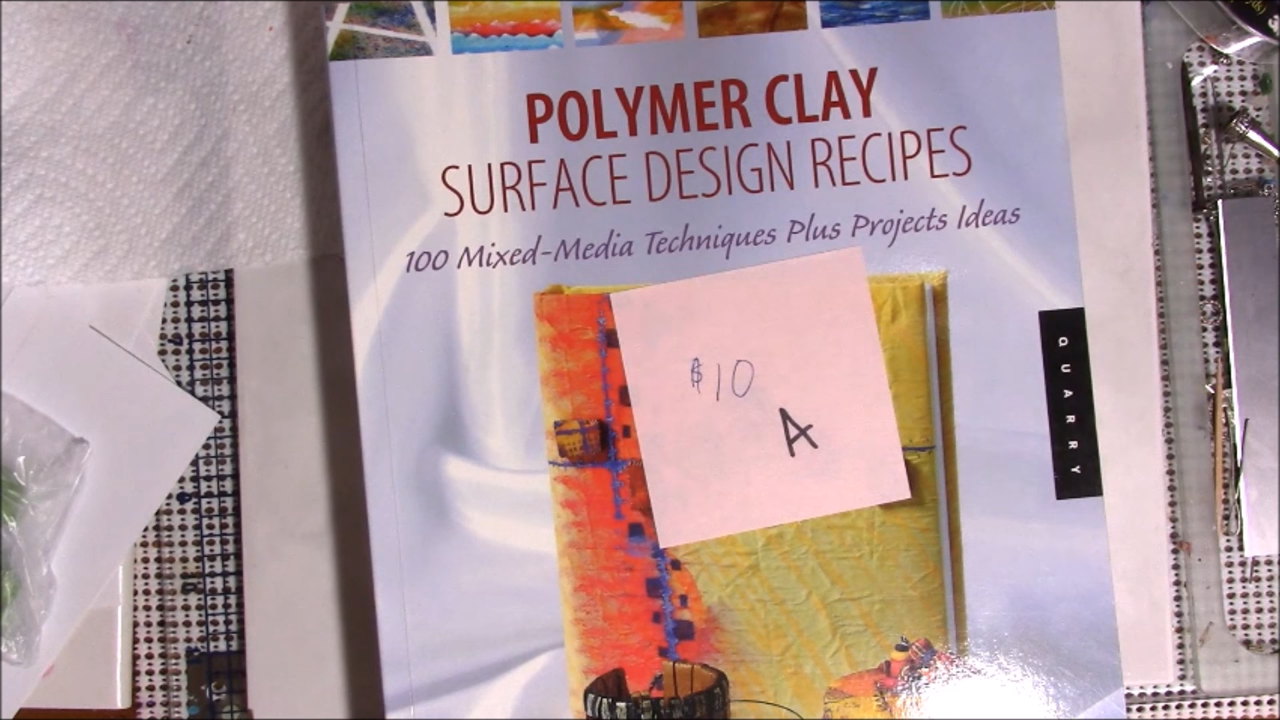 POLYMER CLAY
SURFACE DESIGN RECIPES
100 Mixed-Media Techniques Plus Projects Ideas
$10
A
QUARRY